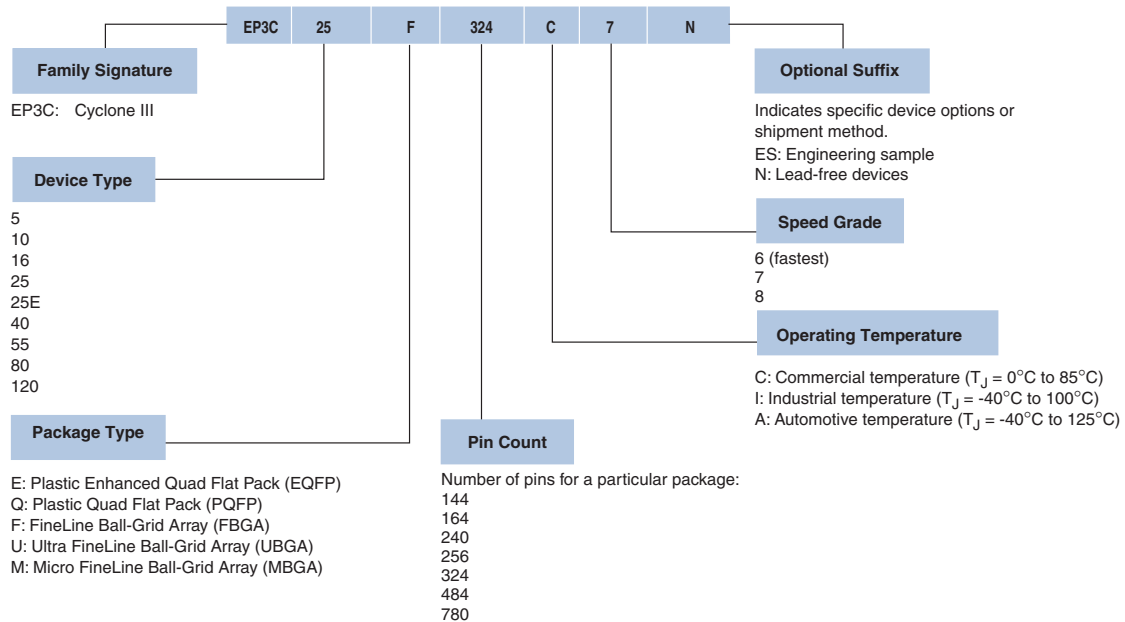 EP3C 25 F 324 C 7 N
Family Signature
EP3C: Cyclone III
Device Type
5
10
16
25
25E
40
55
80
120
Package Type
E: Plastic Enhanced Quad Flat Pack (EQFP)
Q: Plastic Quad Flat Pack (PQFP)
F: FineLine Ball-Grid Array (FBGA)
U: Ultra FineLine Ball-Grid Array (UBGA)
M: Micro FineLine Ball-Grid Array (MBGA)
Pin Count
Number of pins for a particular package:
144
164
240
256
324
484
780
Optional Suffix
Indicates specific device options or
shipment method.
ES: Engineering sample
N: Lead-free devices
Speed Grade
6 (fastest)
7
8
Operating Temperature
C: Commercial temperature (TJ = 0°C to 85°C)
I: Industrial temperature (TJ = -40°C to 100°C)
A: Automotive temperature (TJ = -40°C to 125°C)